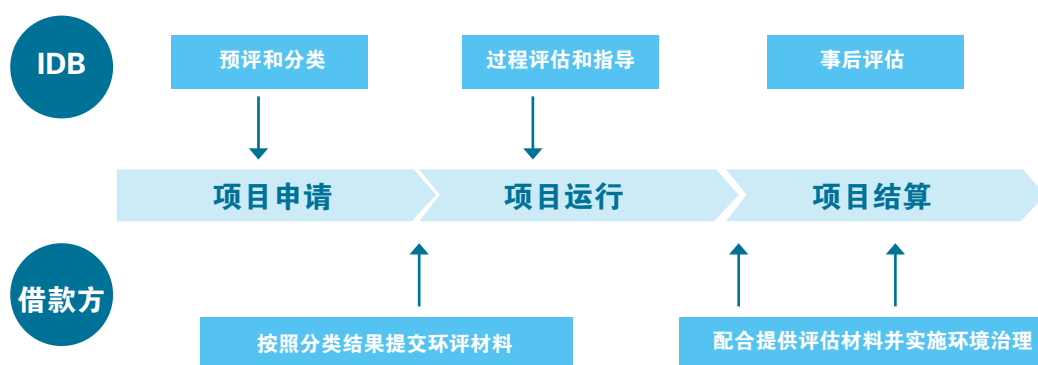 IDB
预评和分类
过程评估和指导
事后评估
项目申请
项目运行
项目结算
借款方
按照分类结果提交环评材料
配合提供评估材料并实施环境治理